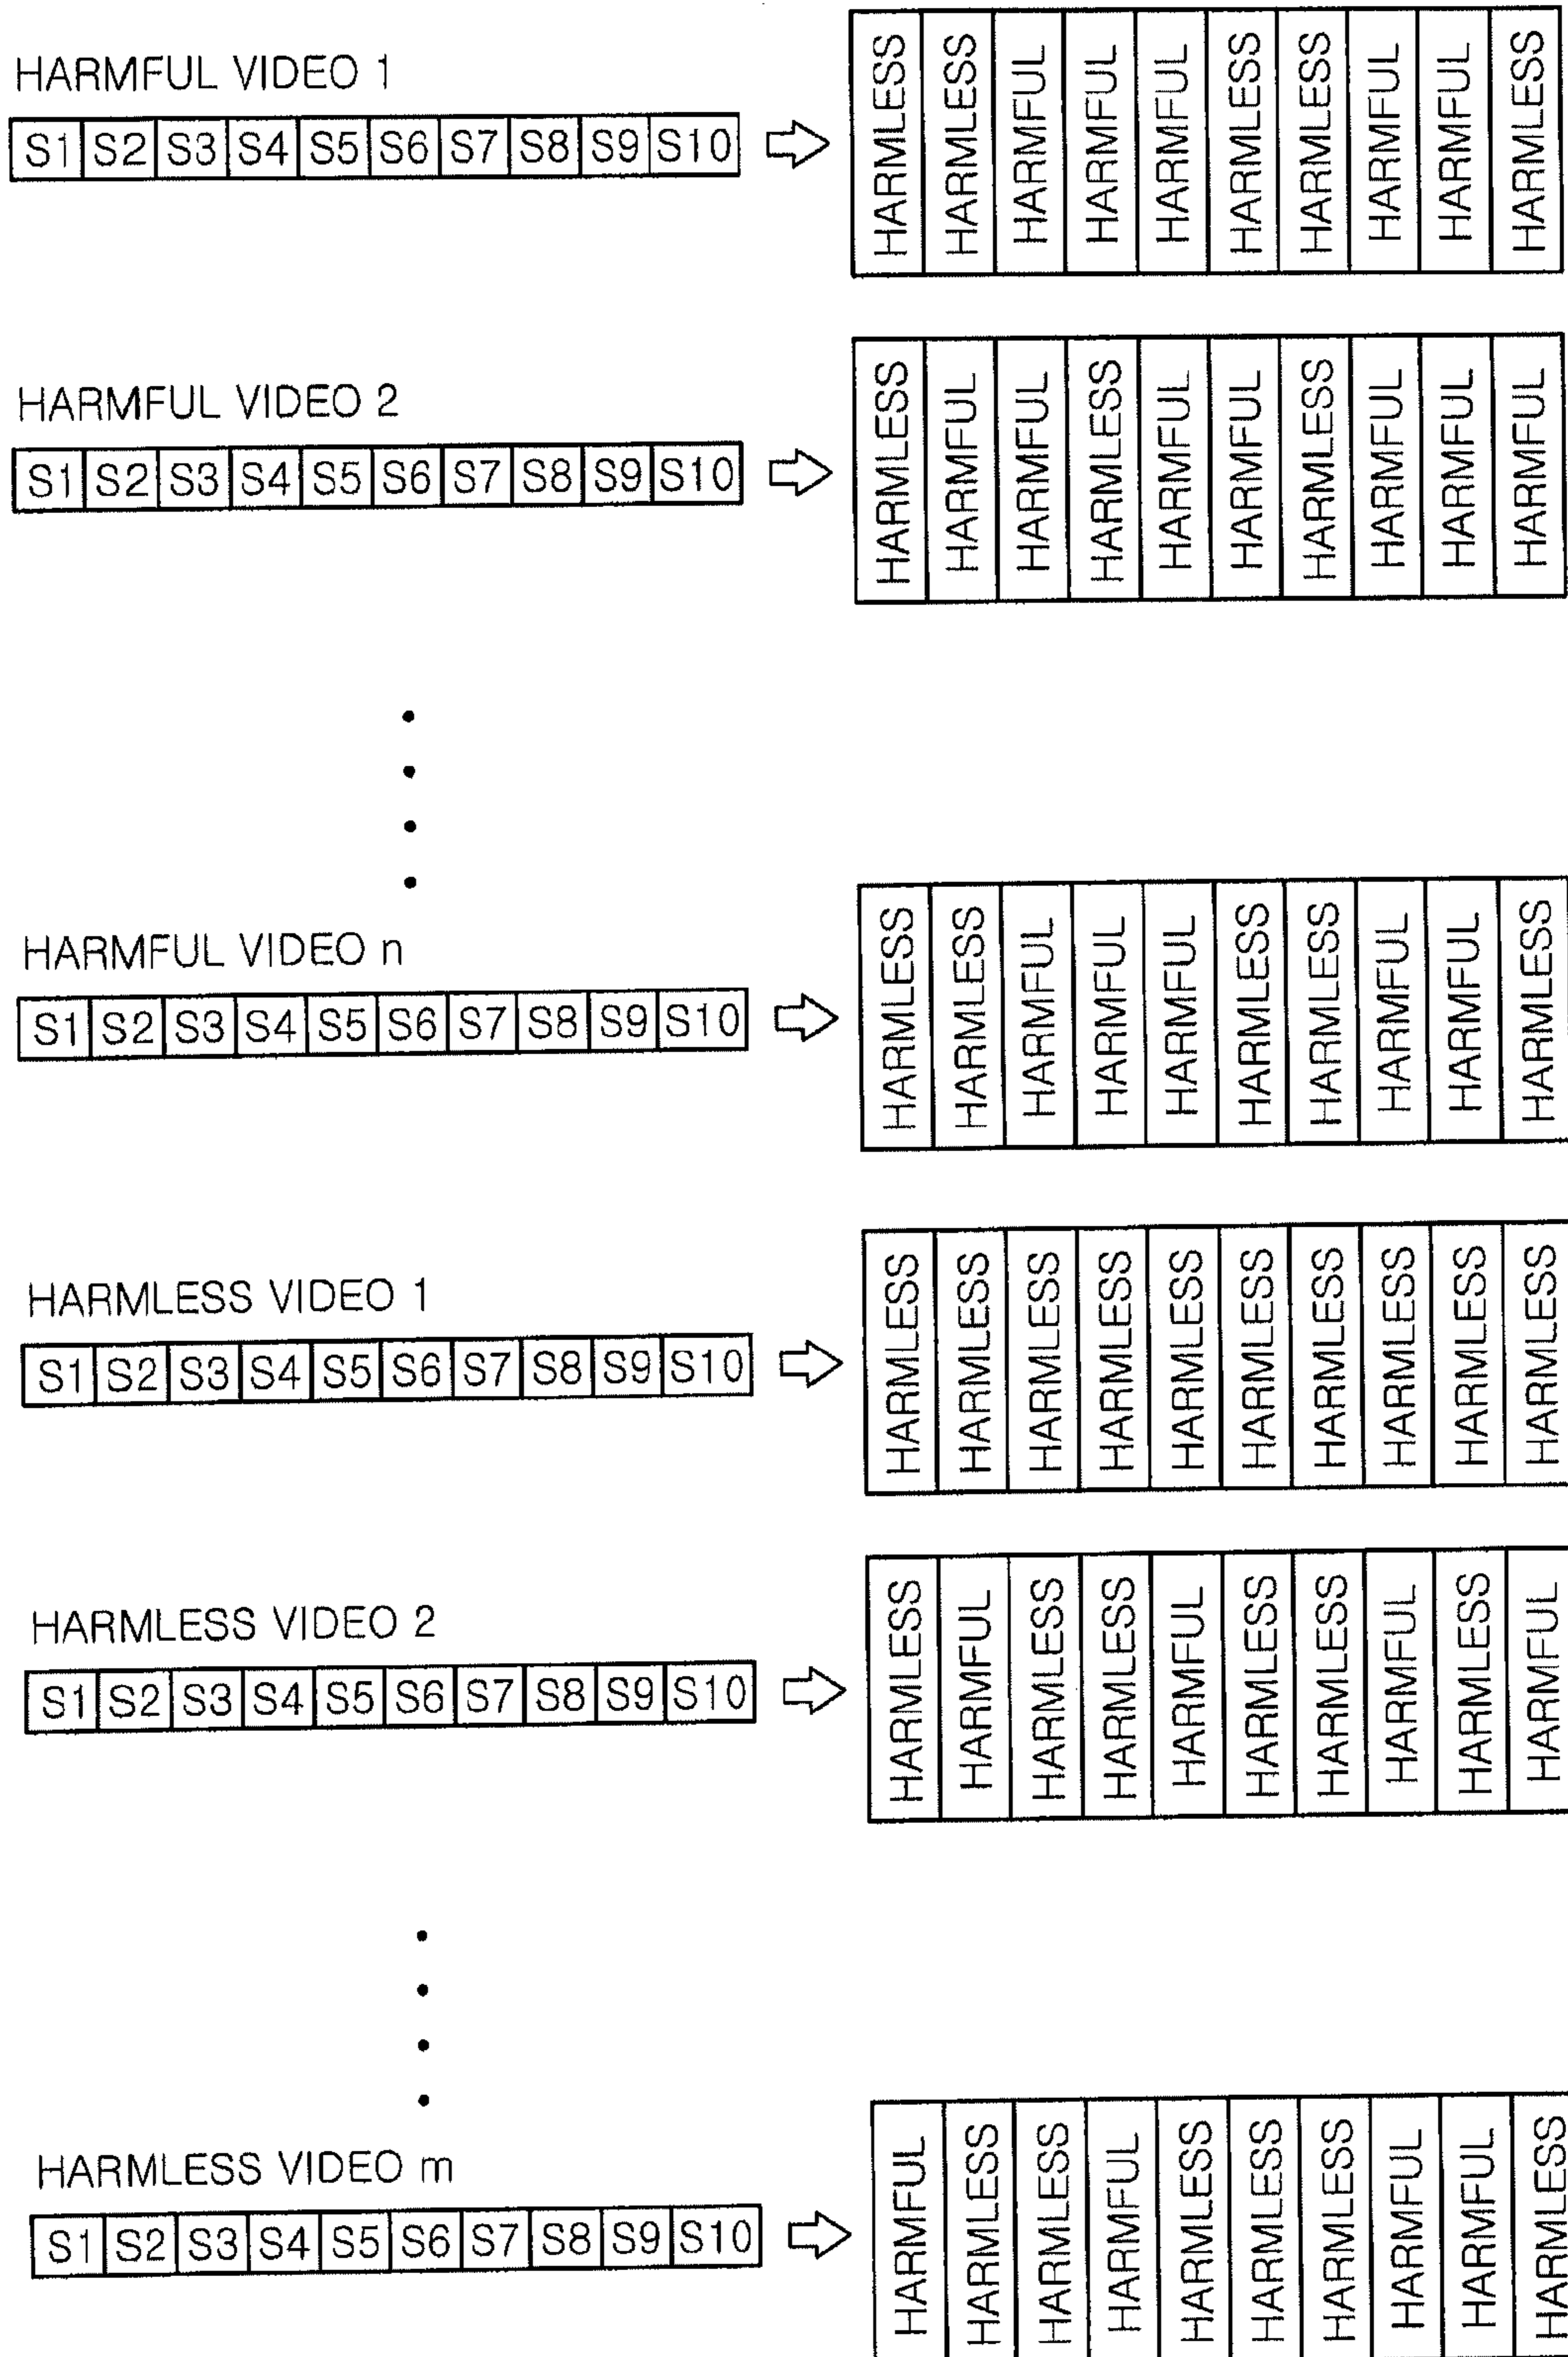 HARMFUL VIDEO 1
S1 S2 S3 S4 S5 S6 S7 S8 S9 S10
HARMLESS HARMLESS HARMFUL HARMFUL HARMFUL HARMLESS HARMLESS HARMFUL HARMFUL HARMLESS
HARMFUL VIDEO 2
S1 S2 S3 S4 S5 S6 S7 S8 S9 S10
HARMLESS HARMFUL HARMFUL HARMLESS HARMFUL HARMFUL HARMLESS HARMFUL HARMFUL HARMFUL
HARMFUL VIDEO n
S1 S2 S3 S4 S5 S6 S7 S8 S9 S10
HARMLESS HARMLESS HARMFUL HARMFUL HARMFUL HARMLESS HARMLESS HARMFUL HARMFUL HARMLESS
HARMLESS VIDEO 1
S1 S2 S3 S4 S5 S6 S7 S8 S9 S10
HARMLESS HARMLESS HARMLESS HARMLESS HARMLESS HARMLESS HARMLESS HARMLESS HARMLESS HARMLESS
HARMLESS VIDEO 2
S1 S2 S3 S4 S5 S6 S7 S8 S9 S10
HARMLESS HARMFUL HARMLESS HARMLESS HARMFUL HARMLESS HARMLESS HARMFUL HARMLESS HARMFUL
HARMLESS VIDEO m
S1 S2 S3 S4 S5 S6 S7 S8 S9 S10
HARMFUL HARMLESS HARMLESS HARMFUL HARMLESS HARMLESS HARMLESS HARMFUL HARMFUL HARMLESS